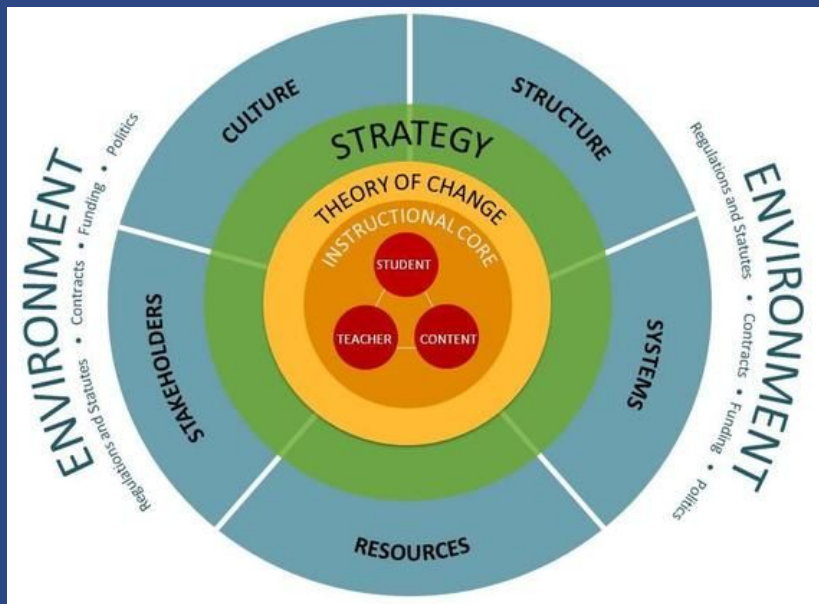 ENVIRONMENT
Regulations and Statutes • Contracts • Funding • Politics
CULTURE
STRUCTURE
STRATEGY
THEORY OF CHANGE
INSTRUCTIONAL CORE
STUDENT
TEACHER
CONTENT
STAKEHOLDERS
SYSTEMS
RESOURCES
Regulations and Statutes • Contracts • Funding • Politics
ENVIRONMENT